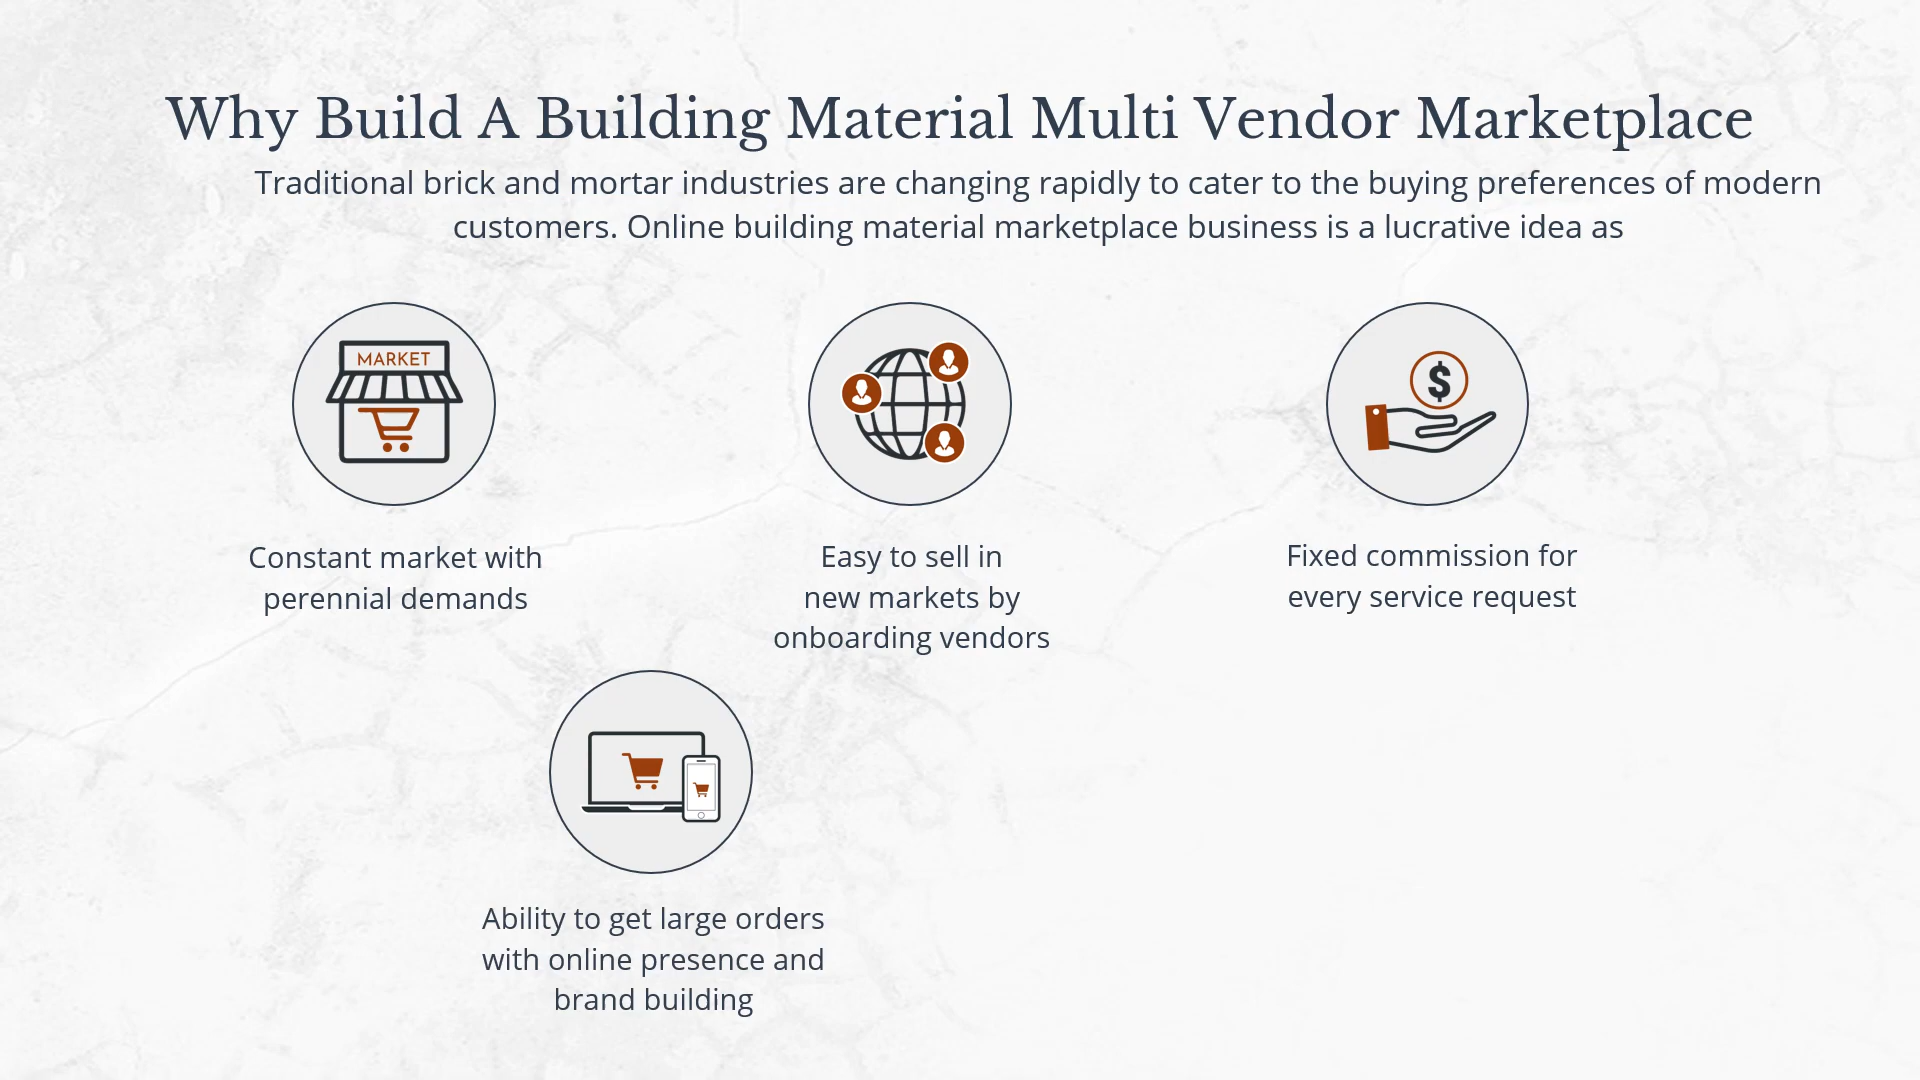 Why Build A Building Material Multi Vendor Marketplace
Traditional brick and mortar industries are changing rapidly to cater to the buying preferences of modern
customers. Online building material marketplace business is a lucrative idea as
MARKET
Constant market with
perennial demands
Easy to sell in
new markets by
onboarding vendors
$
Fixed commission for
every service request
Ability to get large orders
with online presence and
brand building